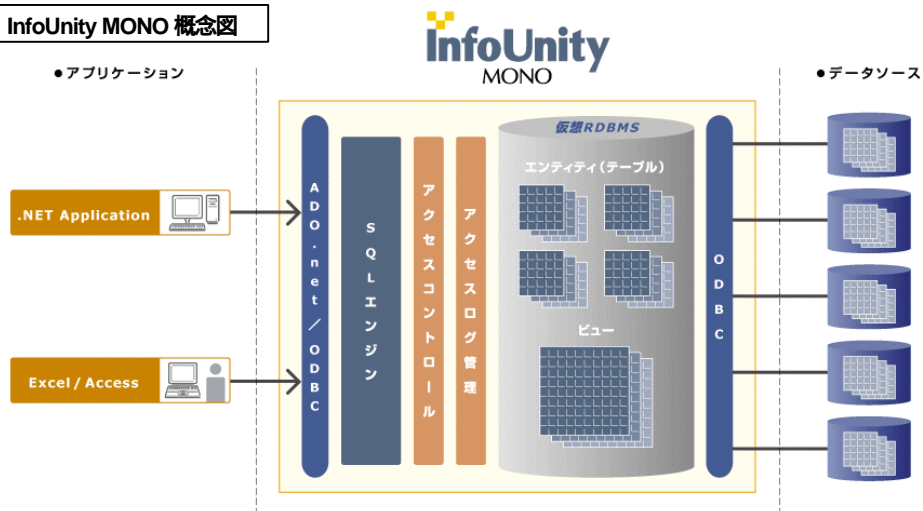 InfoUnity MONO 概念図
InfoUnity
MONO
●アプリケーション
●データソース
.NET Application
Excel / Access
ADO.net／ODBC
SQLエンジン
アクセスコントロール
アクセスログ管理
仮想RDBMS
エンティティ(テーブル)
ビュー
ODBC